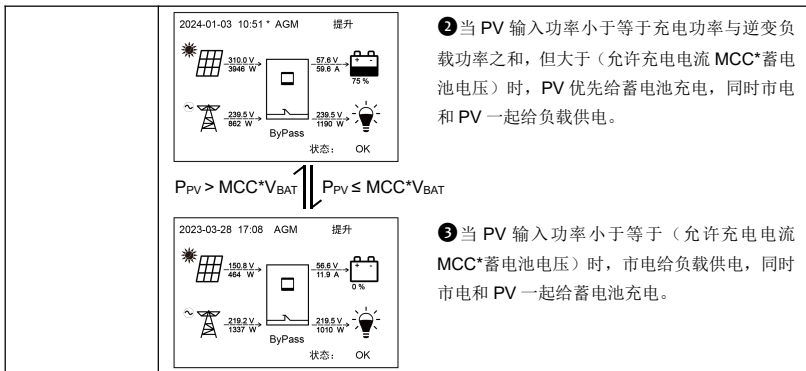 2024-01-03 10:51 * AGM 提升
310.0 V
3946 W
57.6 V
59.6 A
75 %
239.5 V
862 W
239.5 V
1190 W
ByPass
状态： OK
❷当 PV 输入功率小于等于充电功率与逆变负
载功率之和，但大于（允许充电电流 MCC*蓄电
池电压）时，PV 优先给蓄电池充电，同时市电
和 PV 一起给负载供电。
PPV > MCC*VBAT
PPV ≤ MCC*VBAT
2023-03-28 17:08 AGM 提升
150.8 V
464 W
56.6 V
11.9 A
0 %
219.2 V
1337 W
219.5 V
1010 W
ByPass
状态： OK
❸当 PV 输入功率小于等于（允许充电电流
MCC*蓄电池电压）时，市电给负载供电，同时
市电和 PV 一起给蓄电池充电。